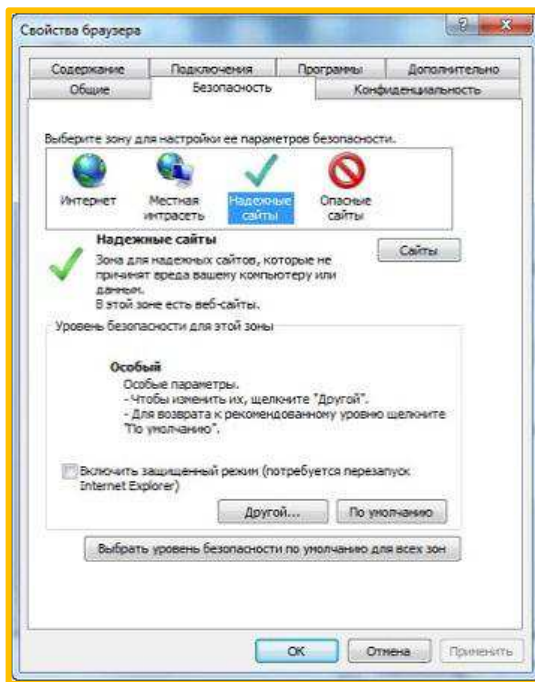 Свойства браузера
Содержание Подключения Программы Дополнительно
Общие Безопасность Конфиденциальность
Выберите зону для настройки ее параметров безопасности.
Интернет Местная интрасеть Надежные сайты Опасные сайты
Надежные сайты
Сайты
Зона для надежных сайтов, которые не
причинят вреда вашему компьютеру или
данным.
В этой зоне есть веб-сайты.
Уровень безопасности для этой зоны
Особый
Особые параметры.
- Чтобы изменить их, щелкните "Другой".
- Для возврата к рекомендованному уровню щелкните
"По умолчанию".
Включить защищенный режим (потребуется перезапуск
Internet Explorer)
Другой... По умолчанию
Выбрать уровень безопасности по умолчанию для всех зон
OK Отмена Применить